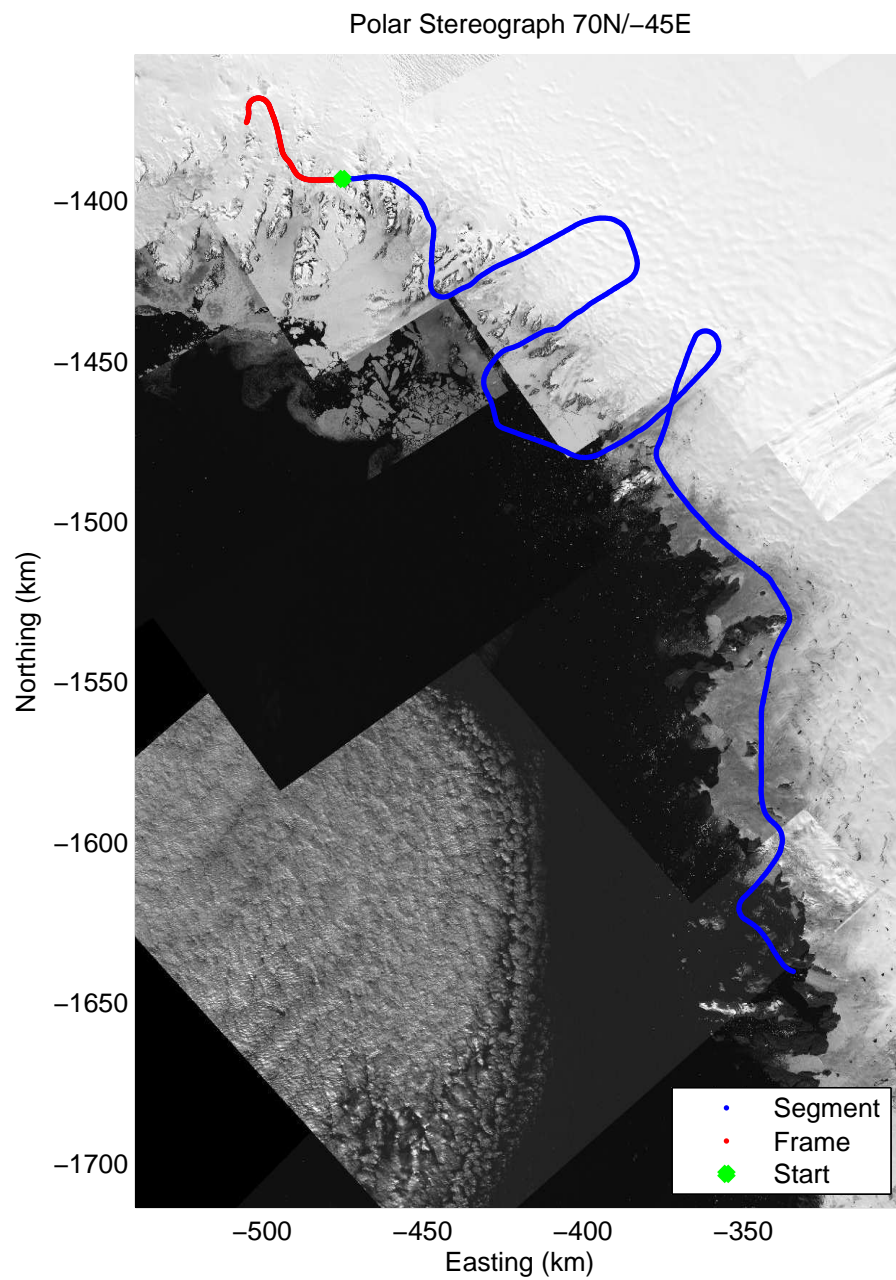 Polar Stereograph 70N/−45E
Northing (km)
−1400
−1450
−1500
−1550
−1600
−1650
−1700
Segment
Frame
Start
−500
−450
−400
−350
Easting (km)